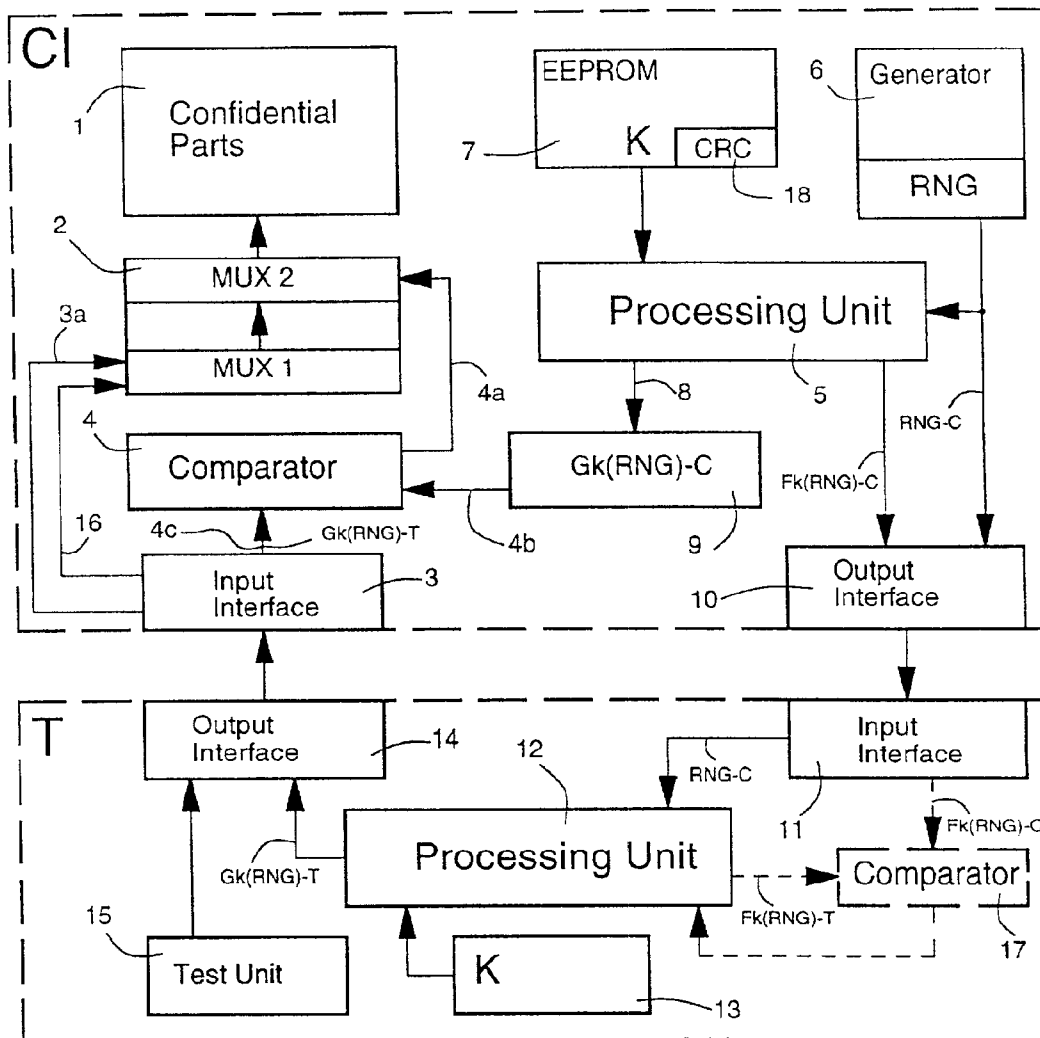 CI
Confidential
Parts
1
EEPROM
K
CRC
7
18
6
Generator
RNG
2
MUX 2
MUX 1
3a
4a
Processing Unit
5
8
RNG-C
4
Comparator
Gk(RNG)-C
Fk(RNG)-C
4b
9
16
4c
Gk(RNG)-T
Input
Interface
3
Output
Interface
10
T
Output
Interface
14
Input
Interface
11
RNG-C
12
Processing Unit
Gk(RNG)-T
Fk(RNG)-C
Comparator
17
Fk(RNG)-T
15
Test Unit
K
13